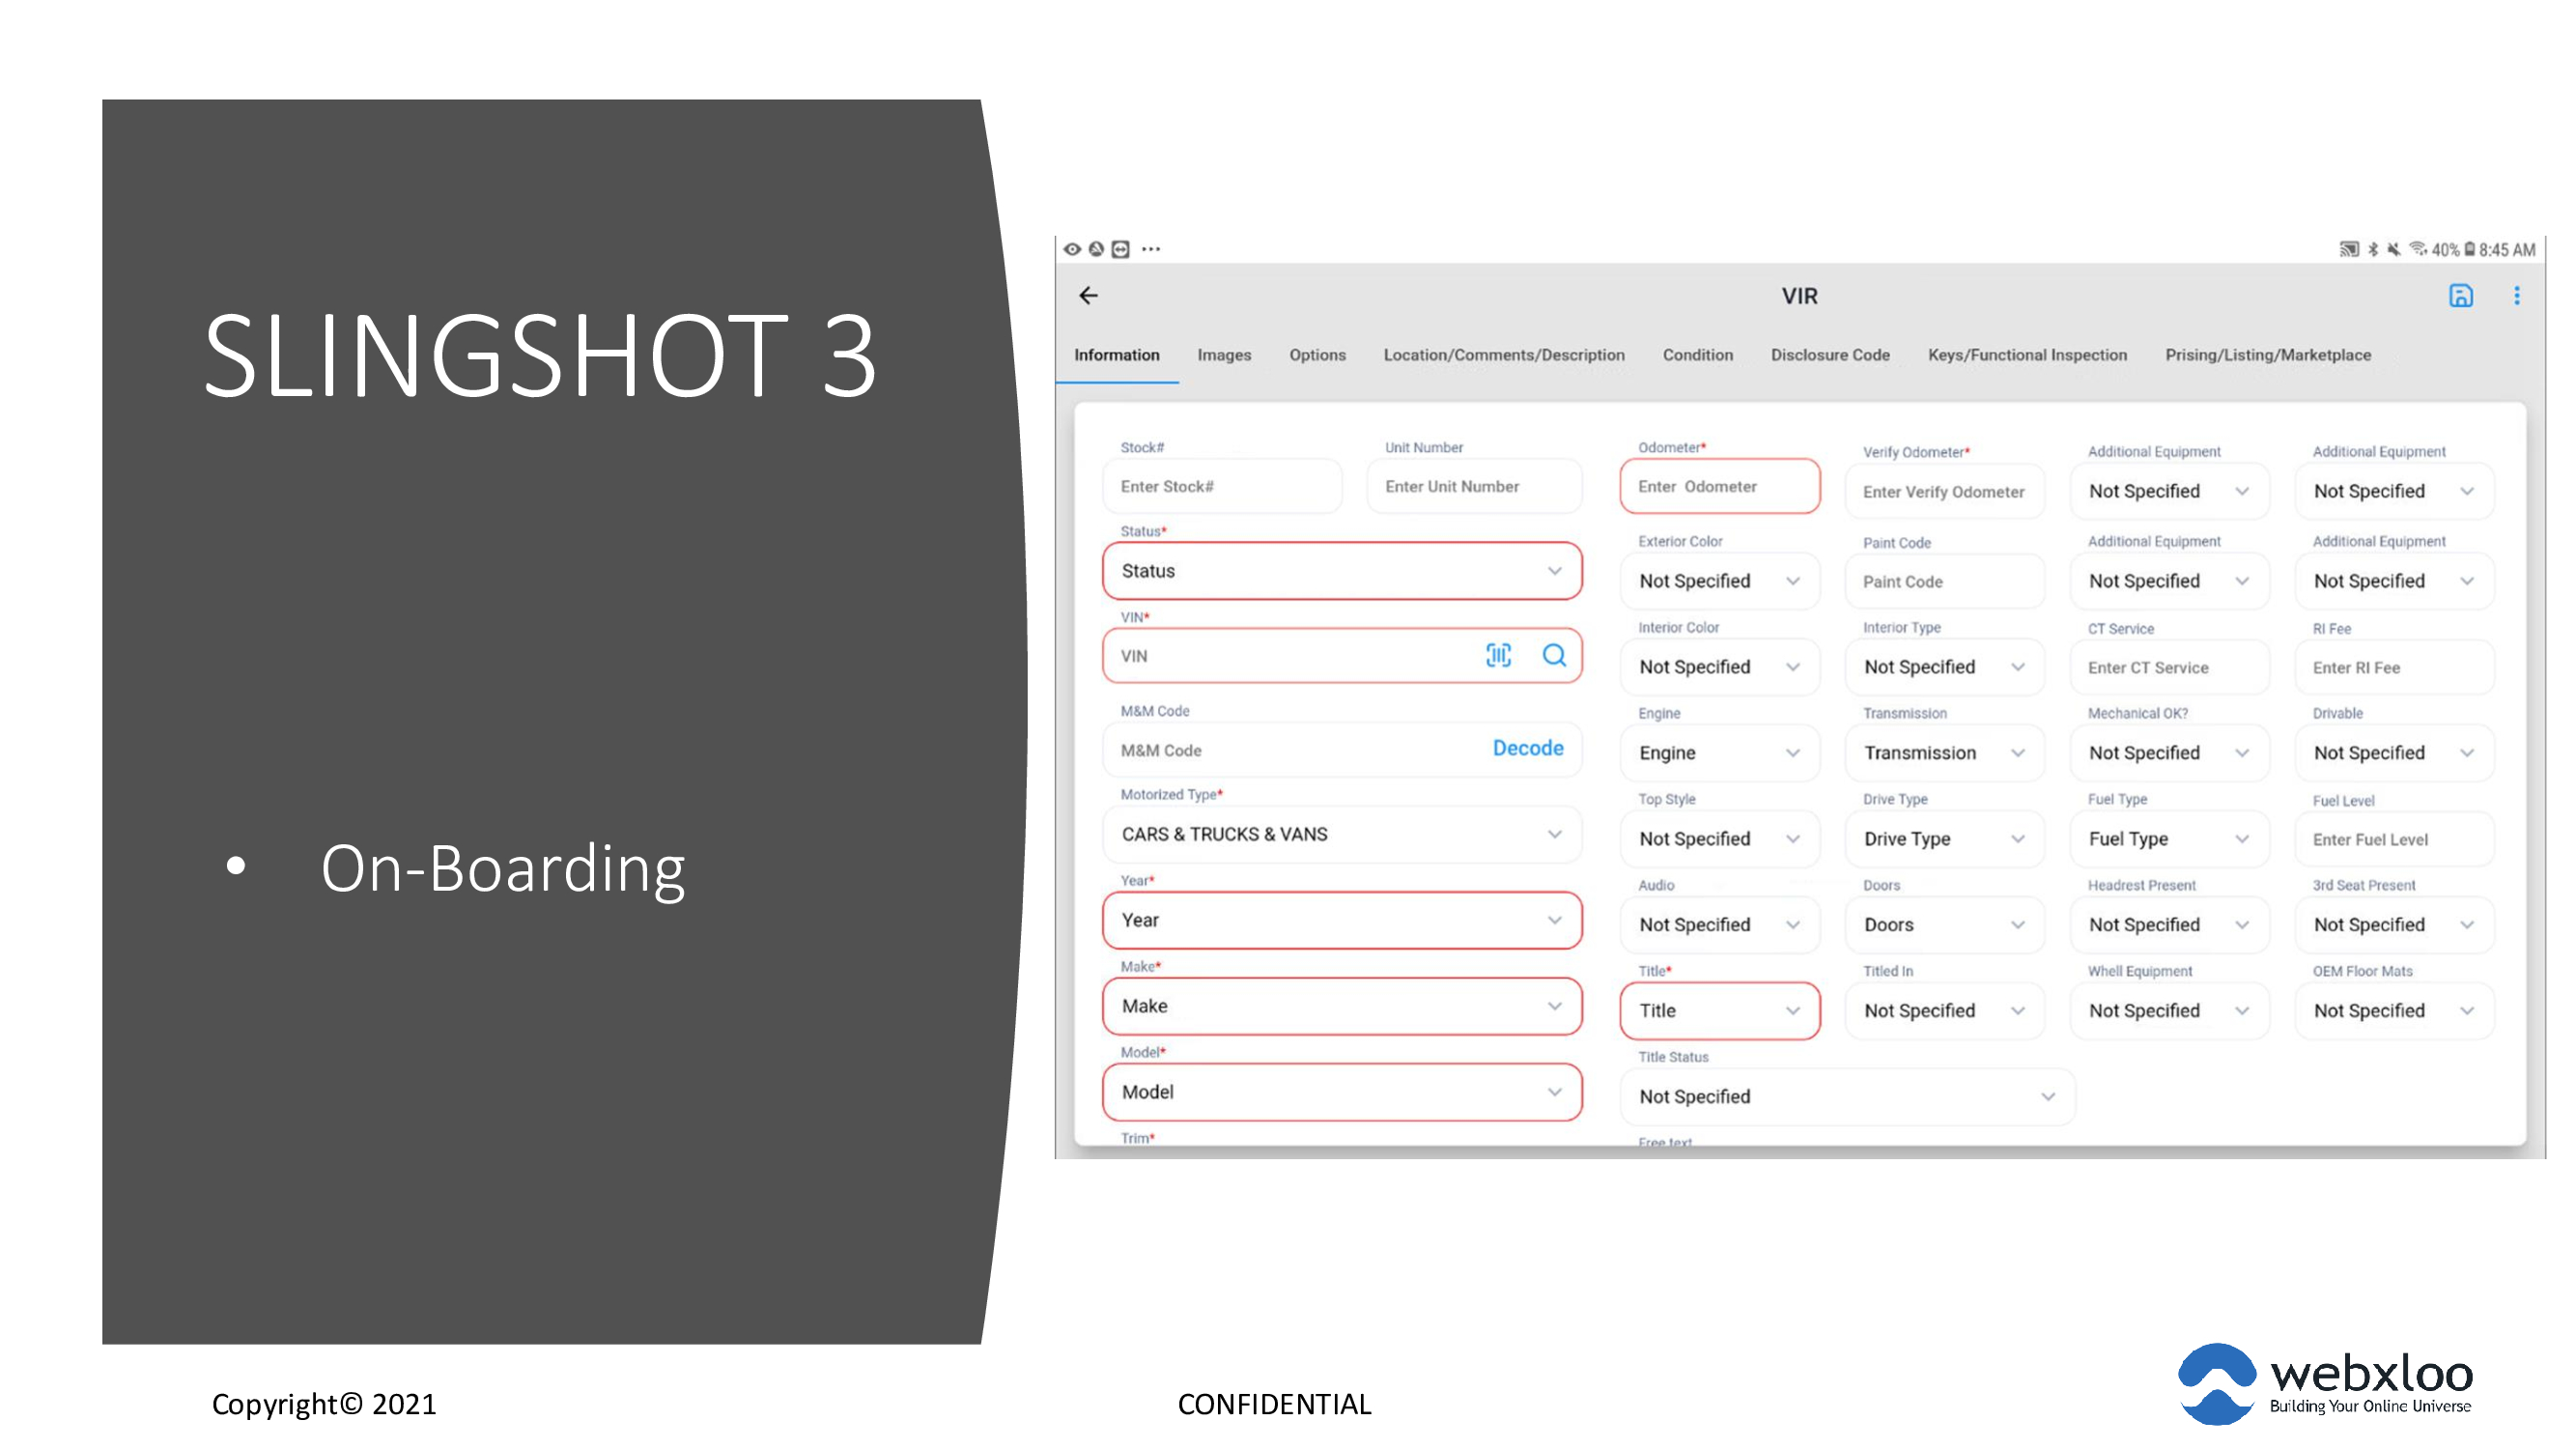 SLINGSHOT 3
• On-Boarding
40% 8:45 AM
VIR
Information Images Options Location/Comments/Description Condition Disclosure Code Keys/Functional Inspection Prising/Listing/Marketplace
Stock# Unit Number Odometer* Verify Odometer* Additional Equipment Additional Equipment
Enter Stock# Enter Unit Number Enter Odometer Enter Verify Odometer Not Specified Not Specified
Status* Exterior Color Paint Code Additional Equipment Additional Equipment
Status Not Specified Paint Code Not Specified Not Specified
VIN* Interior Color Interior Type CT Service RI Fee
VIN Not Specified Not Specified Enter CT Service Enter RI Fee
M&M Code Engine Transmission Mechanical OK? Drivable
M&M Code Decode Engine Transmission Not Specified Not Specified
Motorized Type* Top Style Drive Type Fuel Type Fuel Level
CARS & TRUCKS & VANS Not Specified Drive Type Fuel Type Enter Fuel Level
Year* Audio Doors Headrest Present 3rd Seat Present
Year Not Specified Doors Not Specified Not Specified
Make* Title* Titled In Whell Equipment OEM Floor Mats
Make Title Not Specified Not Specified Not Specified
Model* Title Status
Model Not Specified
Trim* Free text
Copyright© 2021
CONFIDENTIAL
webxloo
Building Your Online Universe